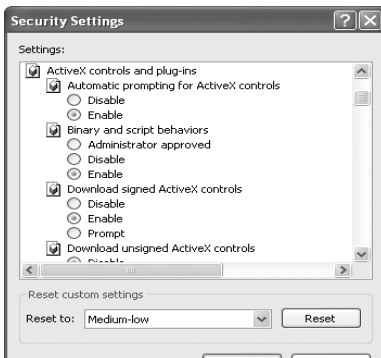 Security Settings
Settings:
ActiveX controls and plug-ins
Automatic prompting for ActiveX controls
Disable
Enable
Binary and script behaviors
Administrator approved
Disable
Enable
Download signed ActiveX controls
Disable
Enable
Prompt
Download unsigned ActiveX controls
Disable
Reset custom settings
Reset to: Medium-low Reset